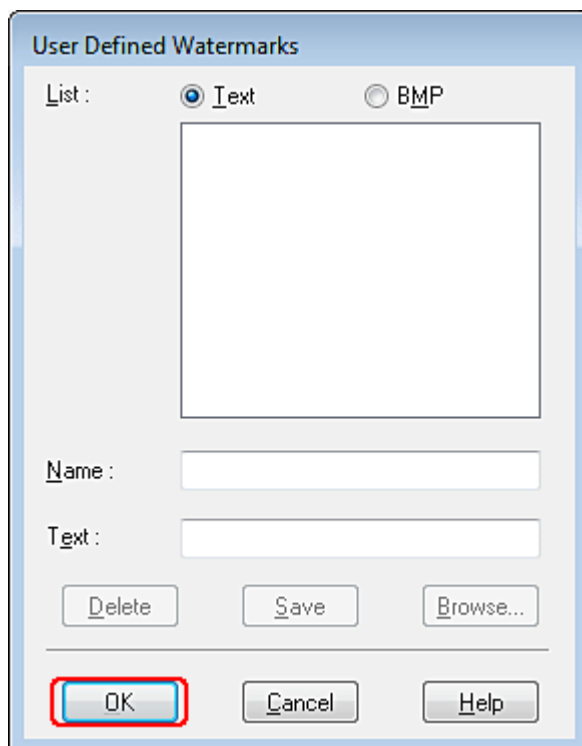 User Defined Watermarks
List : Text BMP
Name :
Text :
Delete Save Browse...
OK Cancel Help